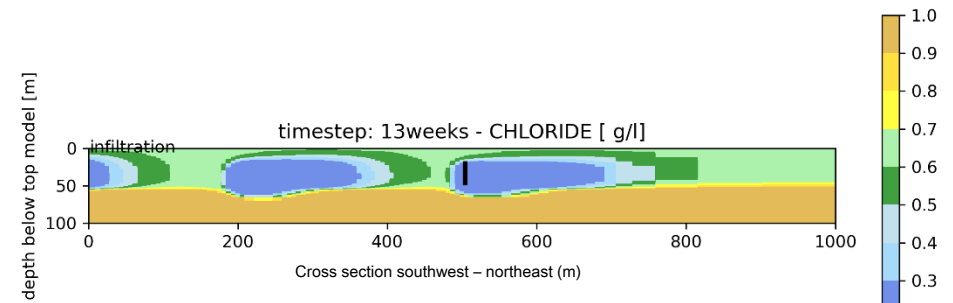 timestep: 13weeks - CHLORIDE [ g/l]
infiltration
depth below top model [m]
0
50
100
0 200 400 600 800 1000
Cross section southwest – northeast (m)
1.0
0.9
0.8
0.7
0.6
0.5
0.4
0.3